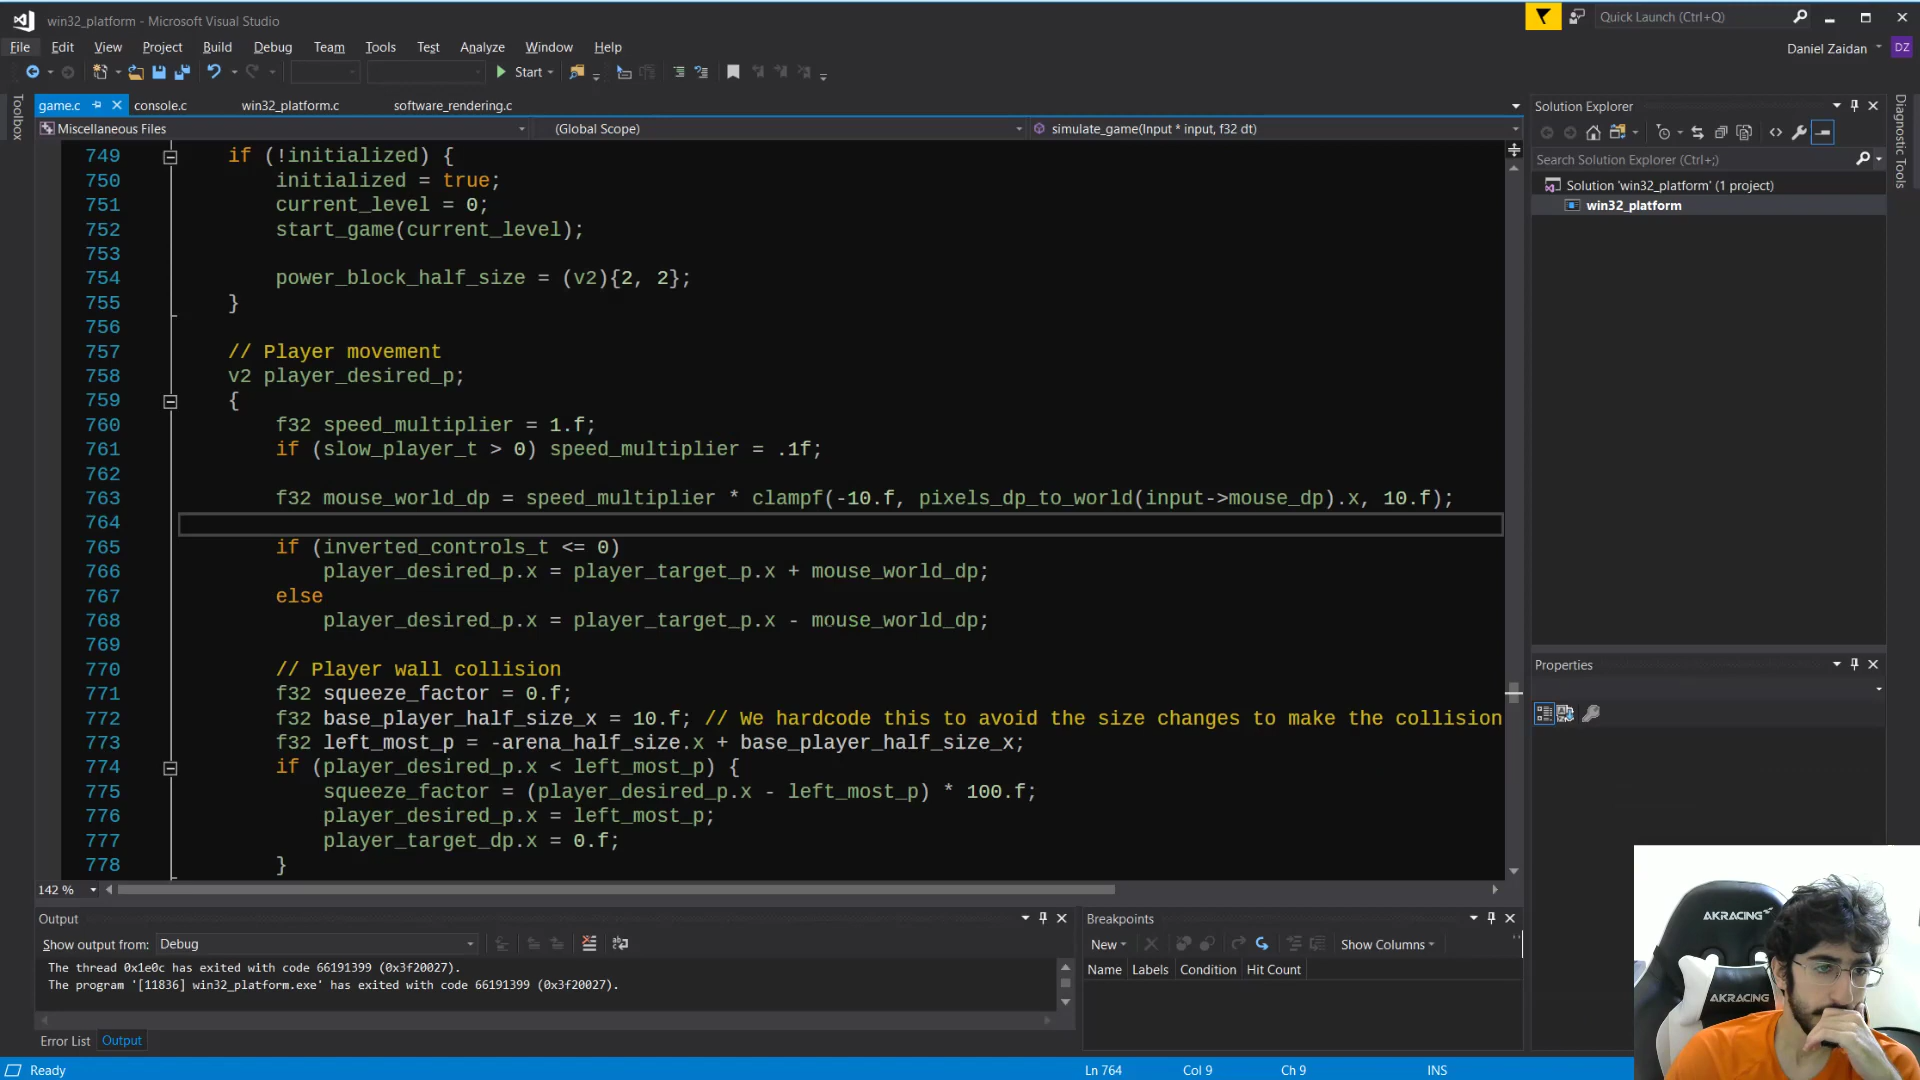 win32_platform - Microsoft Visual Studio
Quick Launch (Ctrl+Q)
File Edit View Project Build Debug Team Tools Test Analyze Window Help
Daniel Zaidan DZ
Start
Toolbox
game.c console.c win32_platform.c software_rendering.c
Miscellaneous Files (Global Scope) simulate_game(Input * input, f32 dt)
749 if (!initialized) {
750 initialized = true;
751 current_level = 0;
752 start_game(current_level);
753
754 power_block_half_size = (v2){2, 2};
755 }
756
757 // Player movement
758 v2 player_desired_p;
759 {
760 f32 speed_multiplier = 1.f;
761 if (slow_player_t > 0) speed_multiplier = .1f;
762
763 f32 mouse_world_dp = speed_multiplier * clampf(-10.f, pixels_dp_to_world(input->mouse_dp).x, 10.f);
764
765 if (inverted_controls_t <= 0)
766 player_desired_p.x = player_target_p.x + mouse_world_dp;
767 else
768 player_desired_p.x = player_target_p.x - mouse_world_dp;
769
770 // Player wall collision
771 f32 squeeze_factor = 0.f;
772 f32 base_player_half_size_x = 10.f; // We hardcode this to avoid the size changes to make the collision
773 f32 left_most_p = -arena_half_size.x + base_player_half_size_x;
774 if (player_desired_p.x < left_most_p) {
775 squeeze_factor = (player_desired_p.x - left_most_p) * 100.f;
776 player_desired_p.x = left_most_p;
777 player_target_dp.x = 0.f;
778 }
142 %
Solution Explorer
Search Solution Explorer (Ctrl+;)
Solution 'win32_platform' (1 project)
win32_platform
Diagnostic Tools
Properties
Output
Show output from: Debug
The thread 0x1e0c has exited with code 66191399 (0x3f20027).
The program '[11836] win32_platform.exe' has exited with code 66191399 (0x3f20027).
Error List Output
Breakpoints
New Show Columns
Name Labels Condition Hit Count
AKRACING
AKRACING
Ready Ln 764 Col 9 Ch 9 INS